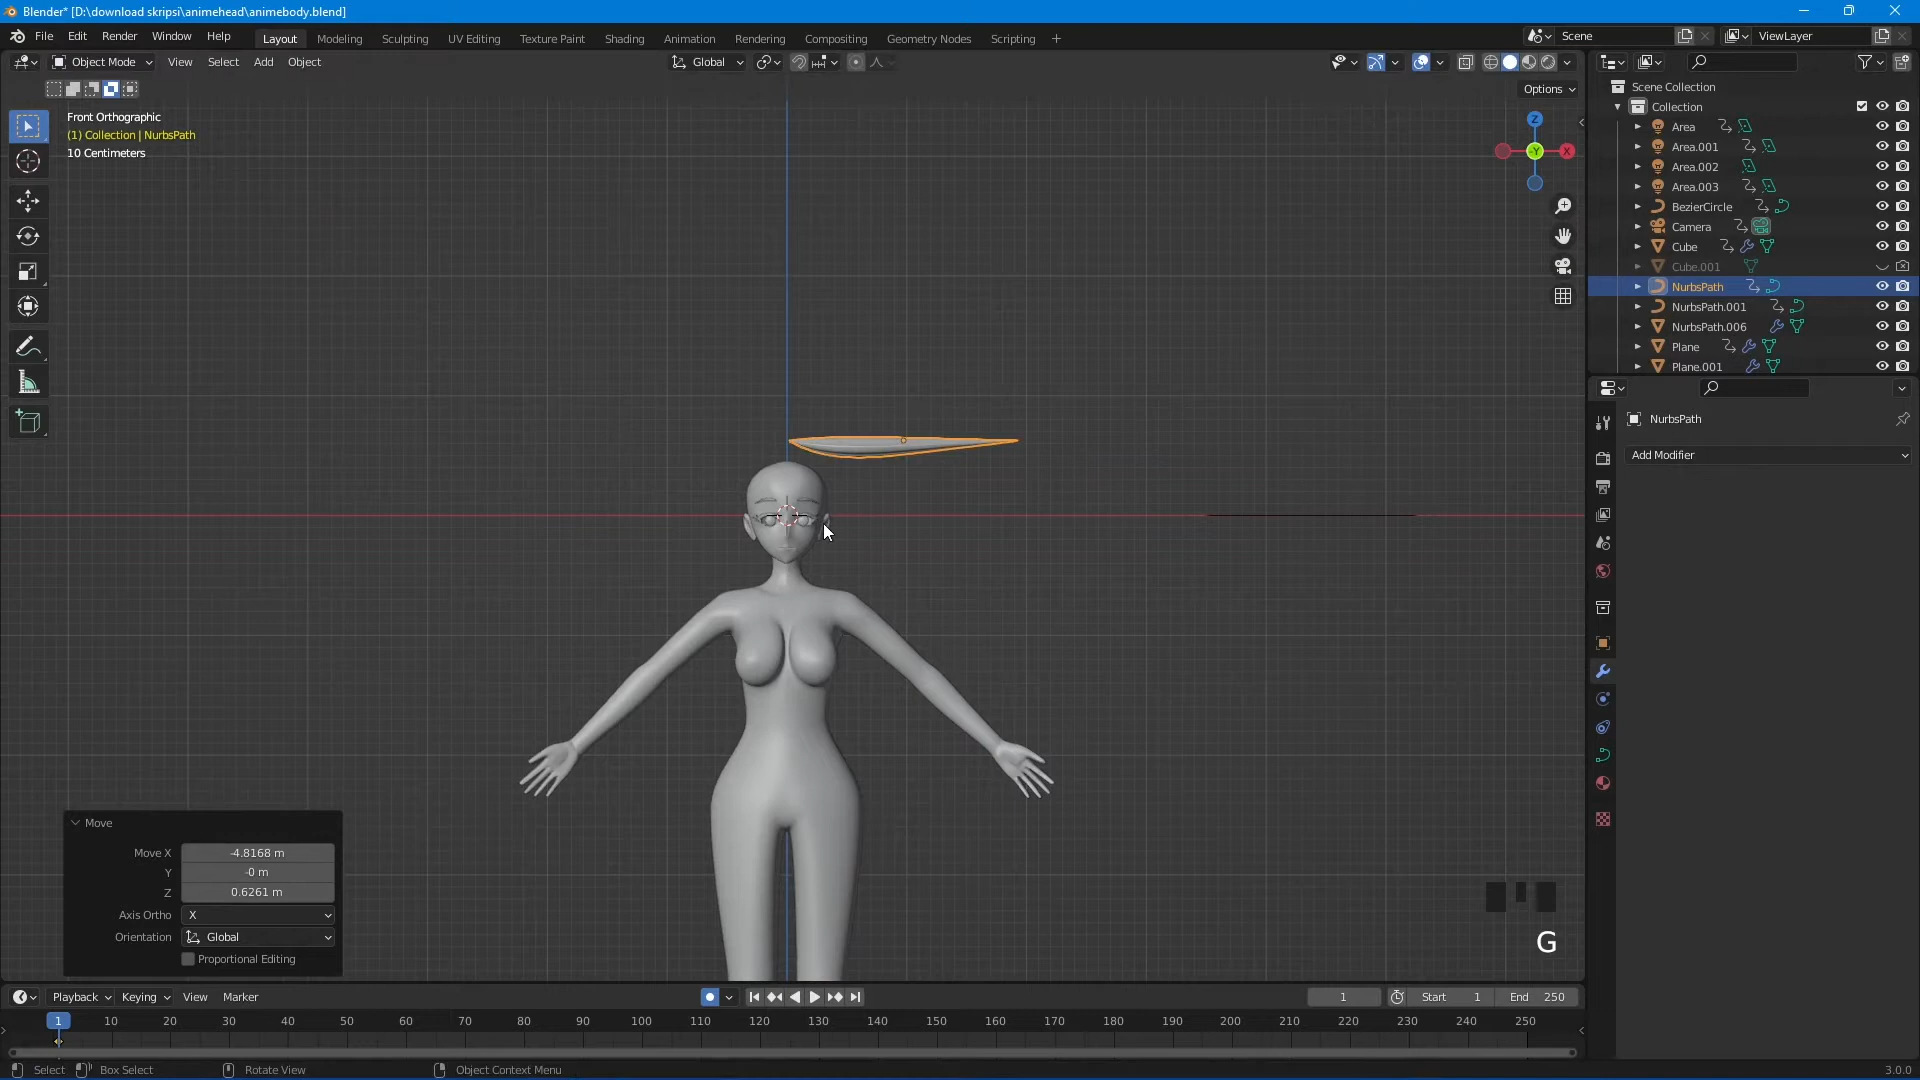 Blender* [D:\download skripsi\animehead\animebody.blend]
File Edit Render Window Help Layout Modeling Sculpting UV Editing Texture Paint Shading Animation Rendering Compositing Geometry Nodes Scripting + Scene ViewLayer
Object Mode View Select Add Object Global
Options
Front Orthographic
(1) Collection | NurbsPath
10 Centimeters
Z
Y
X
Scene Collection
Collection
Area
Area.001
Area.002
Area.003
BezierCircle
Camera
Cube
Cube.001
NurbsPath
NurbsPath.001
NurbsPath.006
Plane
Plane.001
NurbsPath
Add Modifier
Move
Move X -4.8168 m
Y -0 m
Z 0.6261 m
Axis Ortho X
Orientation Global
Proportional Editing
G
Playback Keying View Marker 1 Start 1 End 250
1 10 20 30 40 50 60 70 80 90 100 110 120 130 140 150 160 170 180 190 200 210 220 230 240 250
Select Box Select Rotate View Object Context Menu 3.0.0